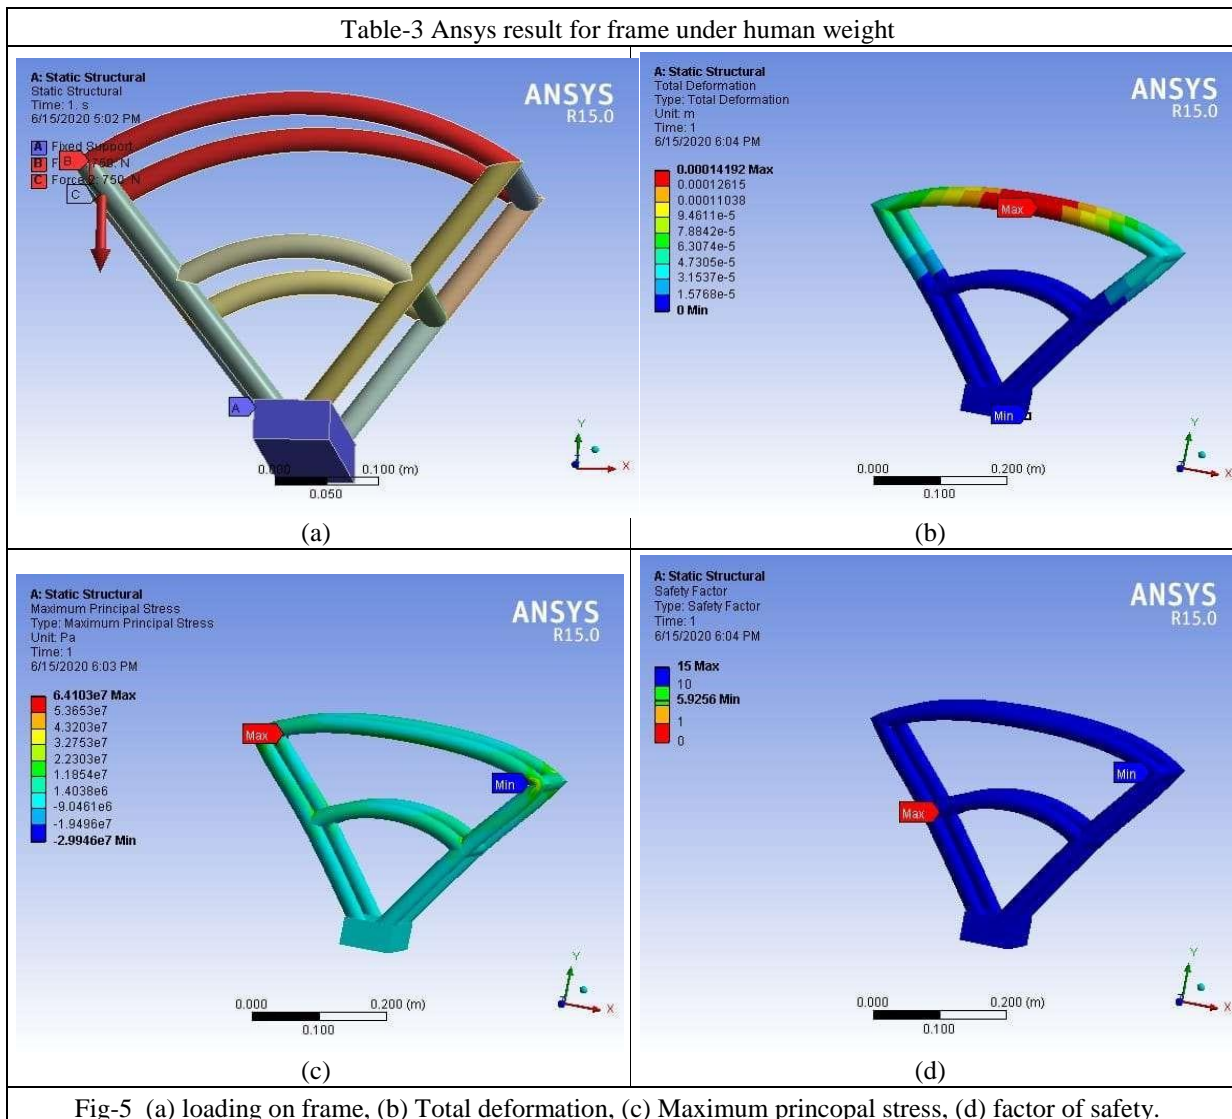 Table-3 Ansys result for frame under human weight
A: Static Structural
Static Structural
Time: 1. s
6/15/2020 5:02 PM
A Fixed Support
B F 750. N
C Force 2: 750. N
ANSYS
R15.0
B
C
A
0.000 0.100 (m)
0.050
Y
X
(a)
A: Static Structural
Total Deformation
Type: Total Deformation
Unit: m
Time: 1
6/15/2020 6:04 PM
0.00014192 Max
0.00012615
0.00011038
9.4611e-5
7.8842e-5
6.3074e-5
4.7305e-5
3.1537e-5
1.5768e-5
0 Min
ANSYS
R15.0
Max
Min
0.000 0.200 (m)
0.100
Y
X
(b)
A: Static Structural
Maximum Principal Stress
Type: Maximum Principal Stress
Unit: Pa
Time: 1
6/15/2020 6:03 PM
6.4103e7 Max
5.3653e7
4.3203e7
3.2753e7
2.2303e7
1.1854e7
1.4038e6
-9.0461e6
-1.9496e7
-2.9946e7 Min
ANSYS
R15.0
Max
Min
0.000 0.200 (m)
0.100
Y
X
(c)
A: Static Structural
Safety Factor
Type: Safety Factor
Time: 1
6/15/2020 6:04 PM
15 Max
10
5.9256 Min
1
0
ANSYS
R15.0
Min
Max
0.000 0.200 (m)
0.100
Y
X
(d)
Fig-5 (a) loading on frame, (b) Total deformation, (c) Maximum princopal stress, (d) factor of safety.